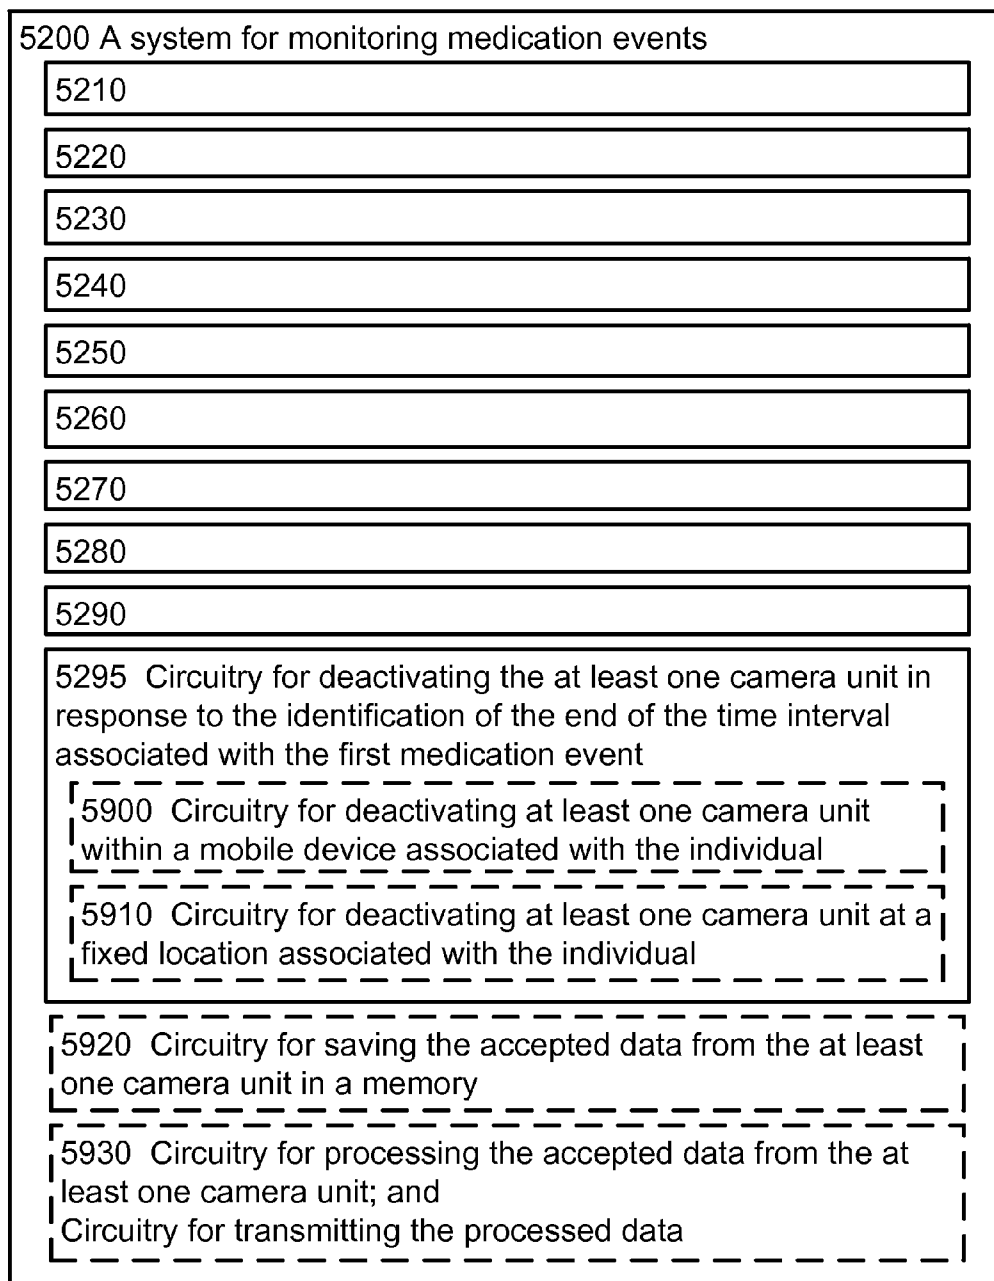 5200 A system for monitoring medication events
5210
5220
5230
5240
5250
5260
5270
5280
5290
5295 Circuitry for deactivating the at least one camera unit in
response to the identification of the end of the time interval
associated with the first medication event
5900 Circuitry for deactivating at least one camera unit
within a mobile device associated with the individual
5910 Circuitry for deactivating at least one camera unit at a
fixed location associated with the individual
5920 Circuitry for saving the accepted data from the at least
one camera unit in a memory
5930 Circuitry for processing the accepted data from the at
least one camera unit; and
Circuitry for transmitting the processed data